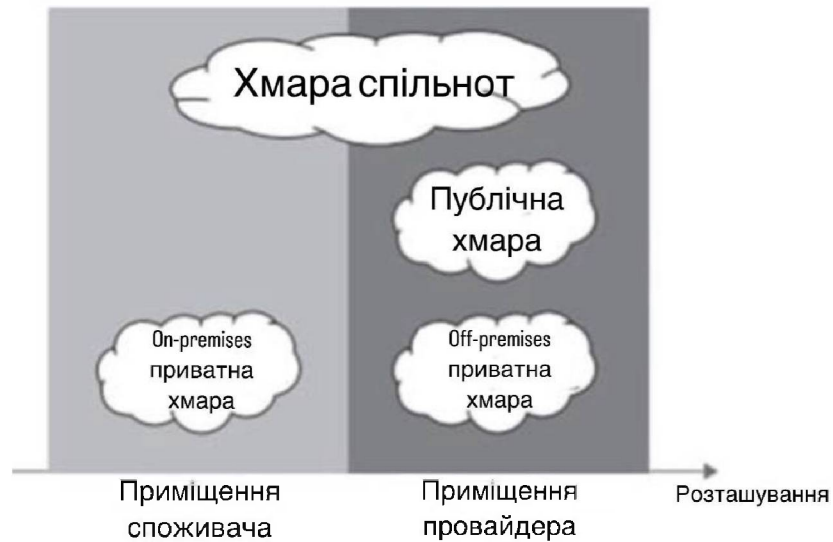 Хмара спільнот
Публічна
хмара
On-premises
приватна
хмара
Off-premises
приватна
хмара
Приміщення
споживача
Приміщення
провайдера
Розташування